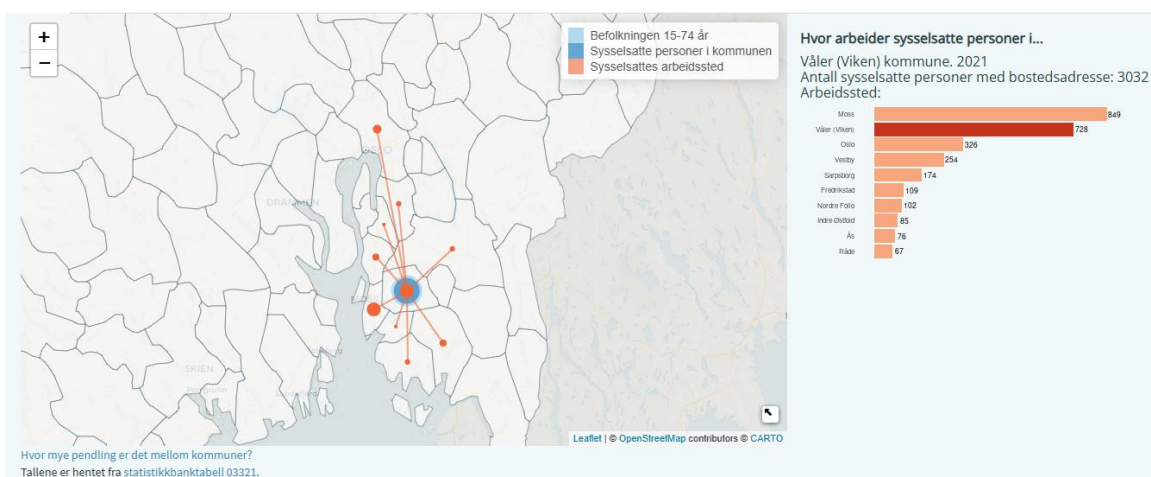 +
−
Befolkningen 15-74 år
Sysselsatte personer i kommunen
Sysselsattes arbeidssted
OSLO
DRAMMEN
SKIEN
Porsgrunn
Leaflet | © OpenStreetMap contributors © CARTO
Hvor mye pendling er det mellom kommuner?
Tallene er hentet fra statistikkbanktabell 03321.
Hvor arbeider sysselsatte personer i...
Våler (Viken) kommune. 2021
Antall sysselsatte personer med bostedsadresse: 3032
Arbeidssted:
Moss 849
Våler (Viken) 728
Oslo 326
Vestby 254
Sarpsborg 174
Fredrikstad 109
Nordre Follo 102
Indre Østfold 85
Ås 76
Råde 67